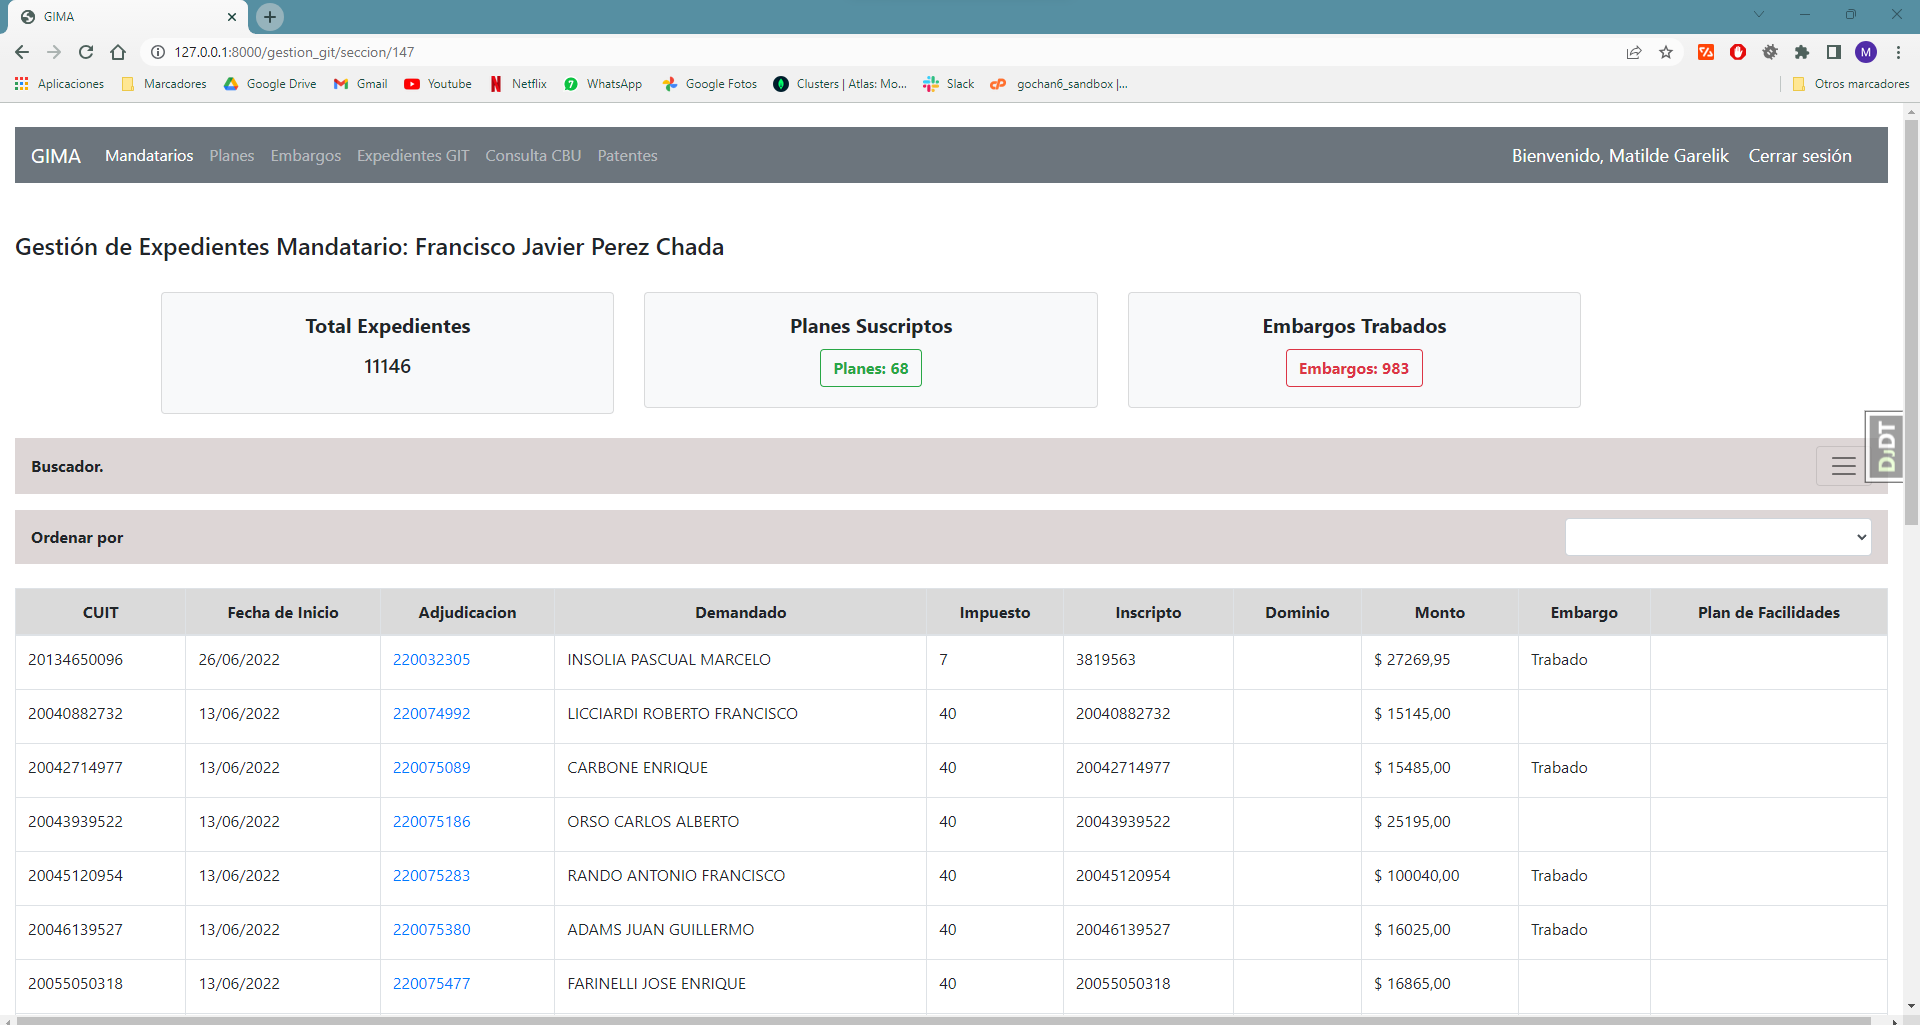 GIMA
127.0.0.1:8000/gestion_git/seccion/147
M
Aplicaciones Marcadores Google Drive Gmail Youtube Netflix WhatsApp Google Fotos Clusters | Atlas: Mo... Slack gochan6_sandbox |... Otros marcadores
GIMA Mandatarios Planes Embargos Expedientes GIT Consulta CBU Patentes Bienvenido, Matilde Garelik Cerrar sesión
Gestión de Expedientes Mandatario: Francisco Javier Perez Chada
Total Expedientes
11146
Planes Suscriptos
Planes: 68
Embargos Trabados
Embargos: 983
DjDT
Buscador.
Ordenar por
CUIT Fecha de Inicio Adjudicacion Demandado Impuesto Inscripto Dominio Monto Embargo Plan de Facilidades
20134650096 26/06/2022 220032305 INSOLIA PASCUAL MARCELO 7 3819563 $ 27269,95 Trabado
20040882732 13/06/2022 220074992 LICCIARDI ROBERTO FRANCISCO 40 20040882732 $ 15145,00
20042714977 13/06/2022 220075089 CARBONE ENRIQUE 40 20042714977 $ 15485,00 Trabado
20043939522 13/06/2022 220075186 ORSO CARLOS ALBERTO 40 20043939522 $ 25195,00
20045120954 13/06/2022 220075283 RANDO ANTONIO FRANCISCO 40 20045120954 $ 100040,00 Trabado
20046139527 13/06/2022 220075380 ADAMS JUAN GUILLERMO 40 20046139527 $ 16025,00 Trabado
20055050318 13/06/2022 220075477 FARINELLI JOSE ENRIQUE 40 20055050318 $ 16865,00